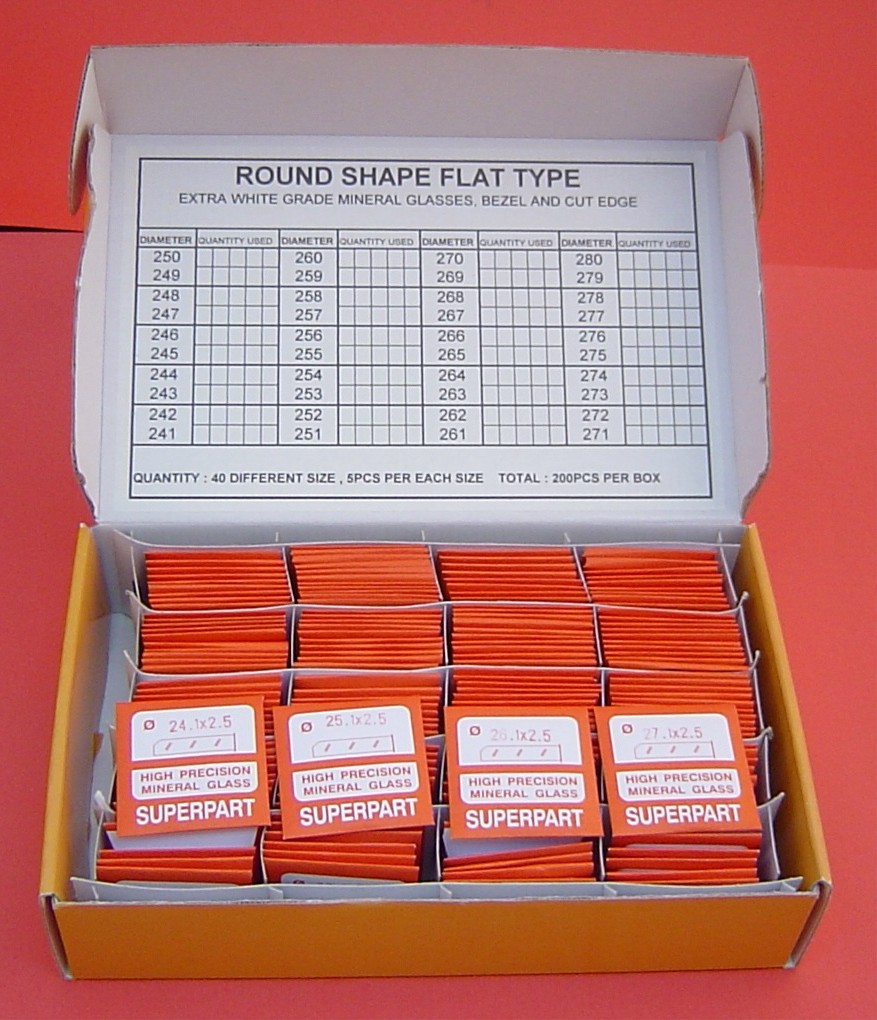 ROUND SHAPE FLAT TYPE
EXTRA WHITE GRADE MINERAL GLASSES, BEZEL AND CUT EDGE
DIAMETER QUANTITY USED DIAMETER QUANTITY USED DIAMETER QUANTITY USED DIAMETER QUANTITY USED
250 260 270 280
249 259 269 279
248 258 268 278
247 257 267 277
246 256 266 276
245 255 265 275
244 254 264 274
243 253 263 273
242 252 262 272
241 251 261 271
QUANTITY : 40 DIFFERENT SIZE , 5PCS PER EACH SIZE TOTAL : 200PCS PER BOX
Ø 24.1x2.5
HIGH PRECISION
MINERAL GLASS
SUPERPART
Ø 25.1x2.5
HIGH PRECISION
MINERAL GLASS
SUPERPART
Ø 26.1x2.5
HIGH PRECISION
MINERAL GLASS
SUPERPART
Ø 27.1x2.5
HIGH PRECISION
MINERAL GLASS
SUPERPART